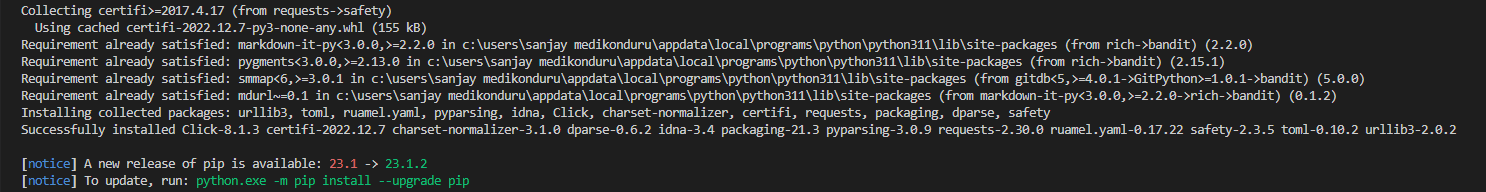 Collecting certifi>=2017.4.17 (from requests->safety)
  Using cached certifi-2022.12.7-py3-none-any.whl (155 kB)
Requirement already satisfied: markdown-it-py<3.0.0,>=2.2.0 in c:\users\sanjay medikonduru\appdata\local\programs\python\python311\lib\site-packages (from rich->bandit) (2.2.0)
Requirement already satisfied: pygments<3.0.0,>=2.13.0 in c:\users\sanjay medikonduru\appdata\local\programs\python\python311\lib\site-packages (from rich->bandit) (2.15.1)
Requirement already satisfied: smmap<6,>=3.0.1 in c:\users\sanjay medikonduru\appdata\local\programs\python\python311\lib\site-packages (from gitdb<5,>=4.0.1->GitPython>=1.0.1->bandit) (5.0.0)
Requirement already satisfied: mdurl~=0.1 in c:\users\sanjay medikonduru\appdata\local\programs\python\python311\lib\site-packages (from markdown-it-py<3.0.0,>=2.2.0->rich->bandit) (0.1.2)
Installing collected packages: urllib3, toml, ruamel.yaml, pyparsing, idna, Click, charset-normalizer, certifi, requests, packaging, dparse, safety
Successfully installed Click-8.1.3 certifi-2022.12.7 charset-normalizer-3.1.0 dparse-0.6.2 idna-3.4 packaging-21.3 pyparsing-3.0.9 requests-2.30.0 ruamel.yaml-0.17.22 safety-2.3.5 toml-0.10.2 urllib3-2.0.2
[notice] A new release of pip is available: 23.1 -> 23.1.2
[notice] To update, run: python.exe -m pip install --upgrade pip